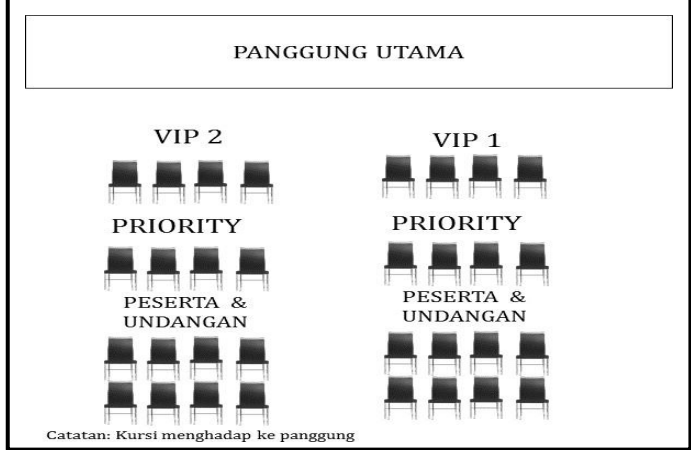 PANGGUNG UTAMA
VIP 2
VIP 1
PRIORITY
PRIORITY
PESERTA &
UNDANGAN
PESERTA &
UNDANGAN
Catatan: Kursi menghadap ke panggung